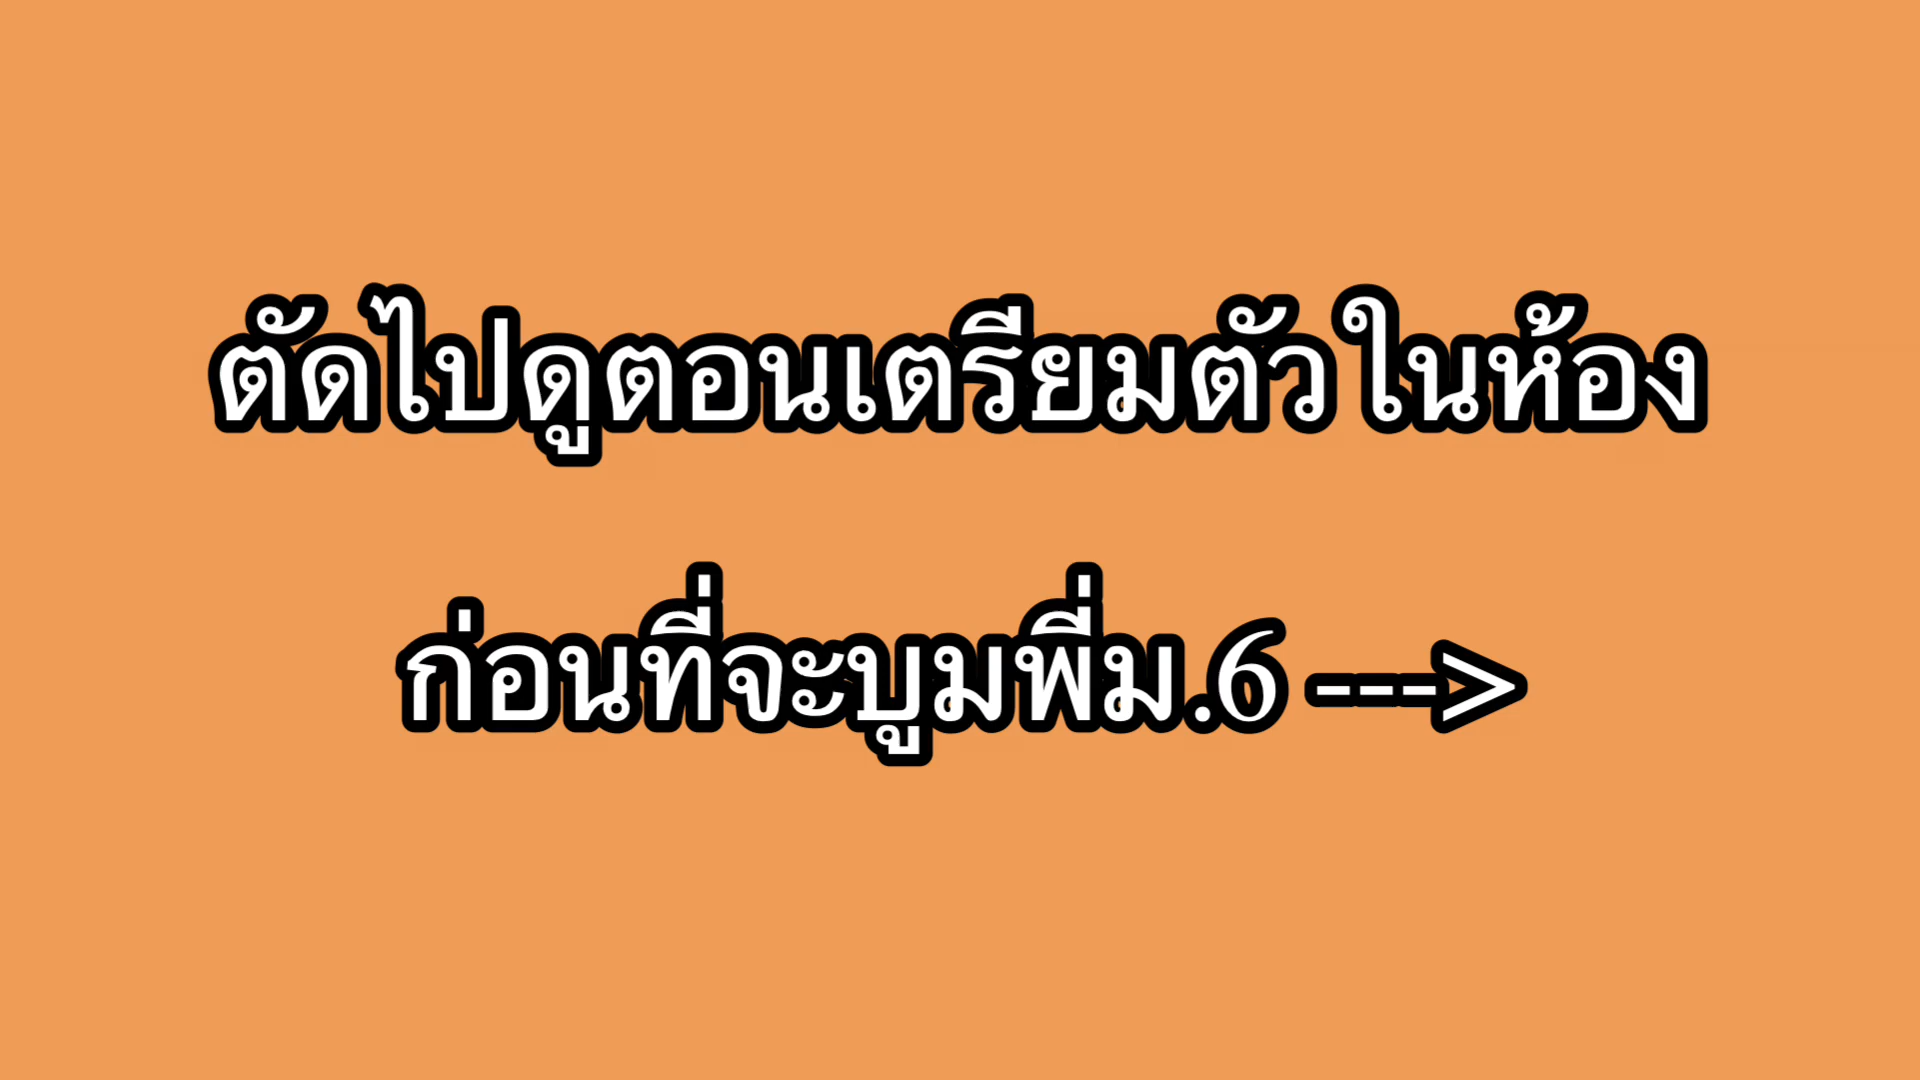 ตัดไปดูตอนเตรียมตัวในห้อง
ก่อนที่จะบูมพี่ม.6 --->